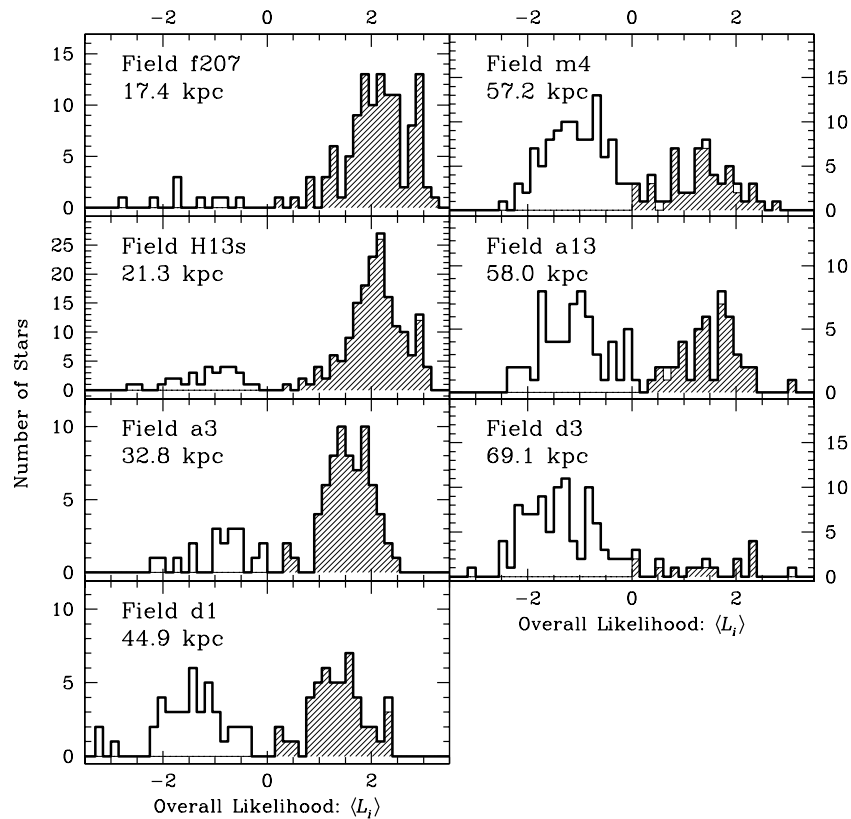 −2 0 2
−2 0 2
Field f207
17.4 kpc
15
10
5
0
Field m4
57.2 kpc
20
15
10
5
0
Field H13s
21.3 kpc
25
20
15
10
5
0
Field a13
58.0 kpc
10
5
0
Number of Stars
Field a3
32.8 kpc
10
5
0
Field d3
69.1 kpc
15
10
5
0
−2 0 2
Overall Likelihood: ⟨Lᵢ⟩
Field d1
44.9 kpc
10
5
0
−2 0 2
Overall Likelihood: ⟨Lᵢ⟩